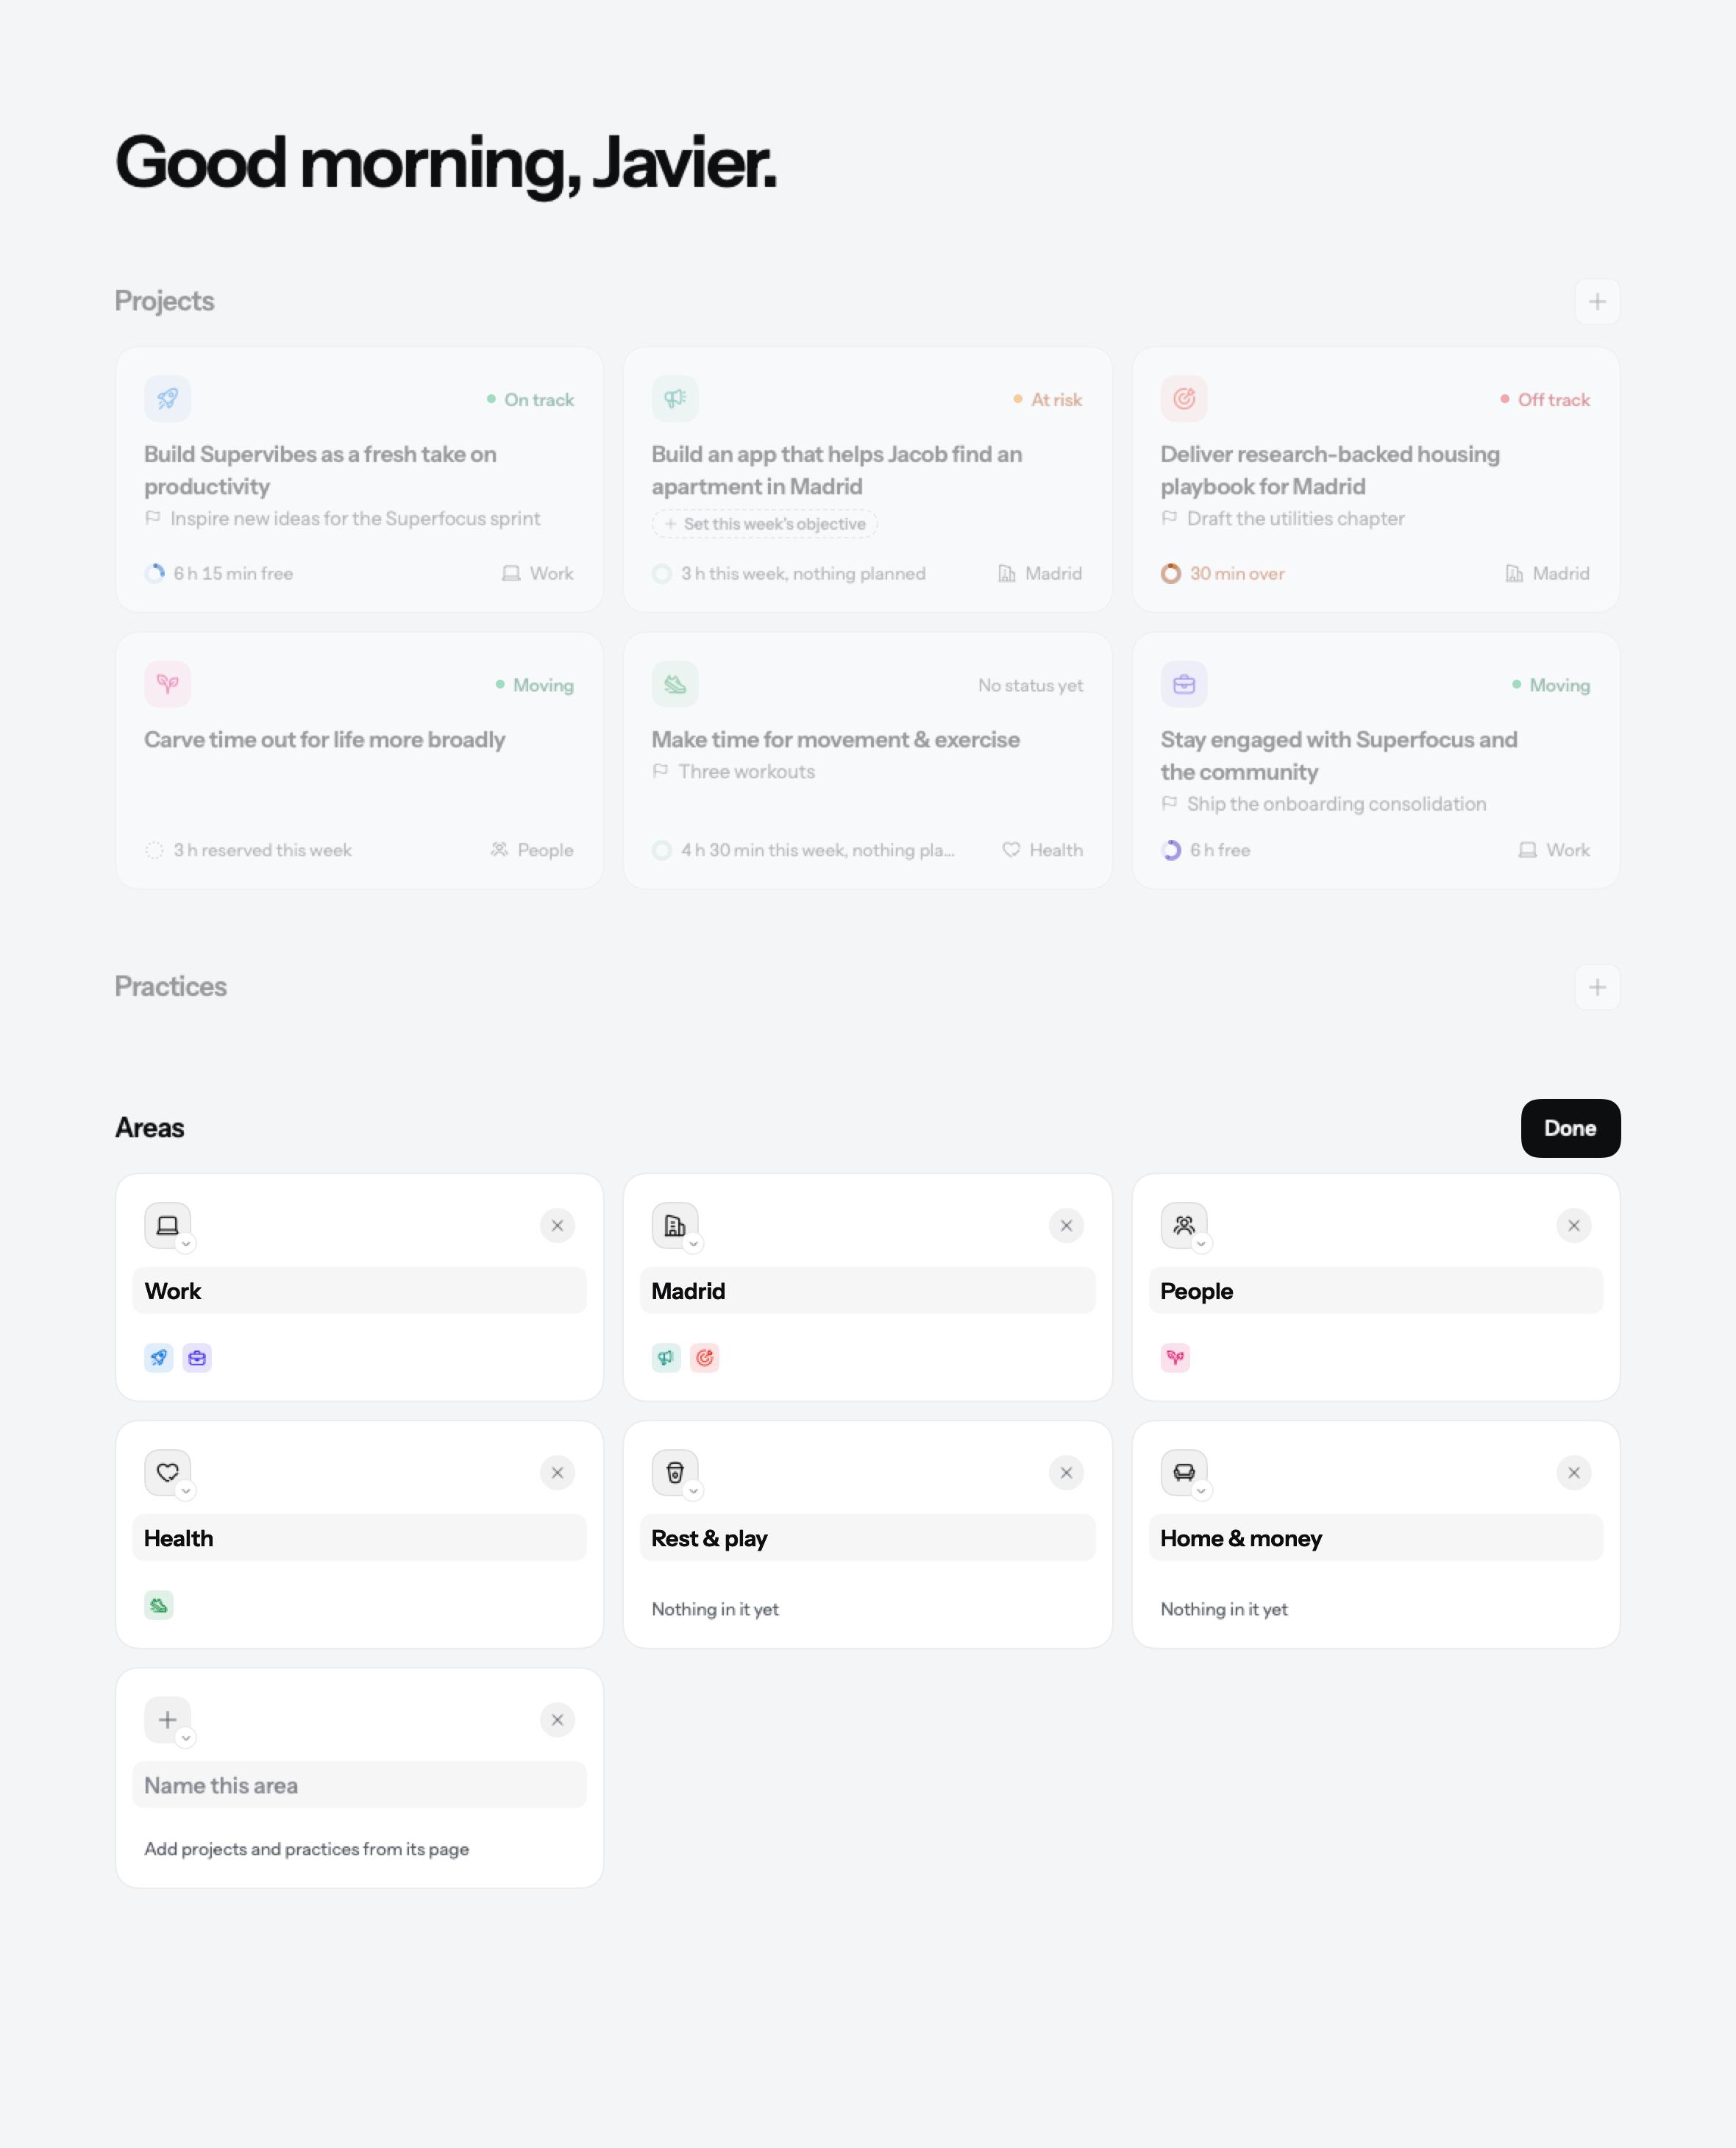 Good morning, Javier.
Projects
On track
Build Supervibes as a fresh take on
productivity
Inspire new ideas for the Superfocus sprint
6 h 15 min free
Work
At risk
Build an app that helps Jacob find an
apartment in Madrid
+ Set this week's objective
3 h this week, nothing planned
Madrid
Off track
Deliver research-backed housing
playbook for Madrid
Draft the utilities chapter
30 min over
Madrid
Moving
Carve time out for life more broadly
3 h reserved this week
People
No status yet
Make time for movement & exercise
Three workouts
4 h 30 min this week, nothing pla...
Health
Moving
Stay engaged with Superfocus and
the community
Ship the onboarding consolidation
6 h free
Work
Practices
Areas
Done
Work
Madrid
People
Health
Rest & play
Nothing in it yet
Home & money
Nothing in it yet
Name this area
Add projects and practices from its page